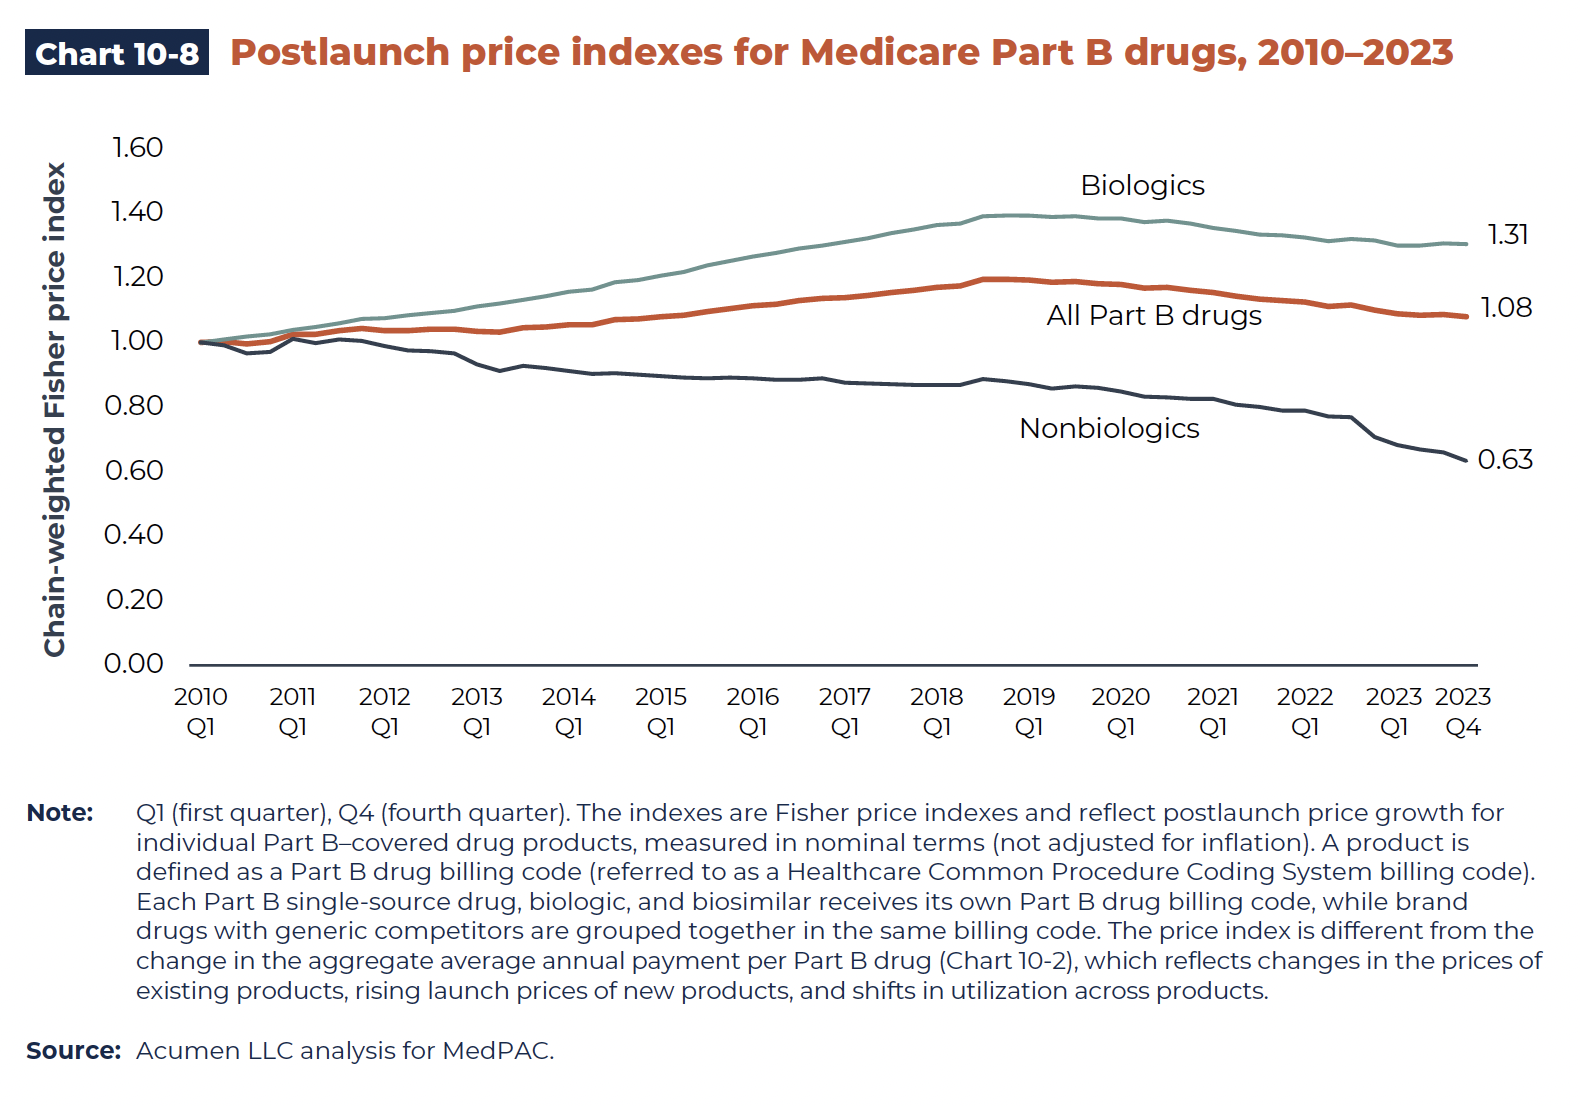 Chart 10-8 Postlaunch price indexes for Medicare Part B drugs, 2010–2023
Chain-weighted Fisher price index
1.60
1.40
1.20
1.00
0.80
0.60
0.40
0.20
0.00
Biologics
1.31
All Part B drugs
1.08
Nonbiologics
0.63
2010 2011 2012 2013 2014 2015 2016 2017 2018 2019 2020 2021 2022 2023 2023
Q1 Q1 Q1 Q1 Q1 Q1 Q1 Q1 Q1 Q1 Q1 Q1 Q1 Q1 Q4
Note: Q1 (first quarter), Q4 (fourth quarter). The indexes are Fisher price indexes and reflect postlaunch price growth for
individual Part B–covered drug products, measured in nominal terms (not adjusted for inflation). A product is
defined as a Part B drug billing code (referred to as a Healthcare Common Procedure Coding System billing code).
Each Part B single-source drug, biologic, and biosimilar receives its own Part B drug billing code, while brand
drugs with generic competitors are grouped together in the same billing code. The price index is different from the
change in the aggregate average annual payment per Part B drug (Chart 10-2), which reflects changes in the prices of
existing products, rising launch prices of new products, and shifts in utilization across products.
Source: Acumen LLC analysis for MedPAC.